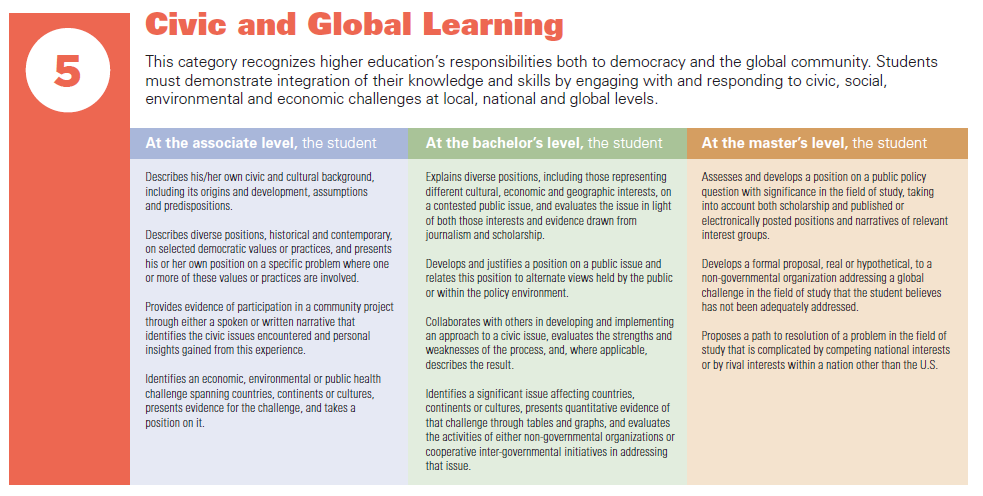 5
Civic and Global Learning
This category recognizes higher education's responsibilities both to democracy and the global community. Students
must demonstrate integration of their knowledge and skills by engaging with and responding to civic, social,
environmental and economic challenges at local, national and global levels.
At the associate level, the student
Describes his/her own civic and cultural background,
including its origins and development, assumptions
and predispositions.
Describes diverse positions, historical and contemporary,
on selected democratic values or practices, and presents
his or her own position on a specific problem where one
or more of these values or practices are involved.
Provides evidence of participation in a community project
through either a spoken or written narrative that
identifies the civic issues encountered and personal
insights gained from this experience.
Identifies an economic, environmental or public health
challenge spanning countries, continents or cultures,
presents evidence for the challenge, and takes a
position on it.
At the bachelor's level, the student
Explains diverse positions, including those representing
different cultural, economic and geographic interests, on
a contested public issue, and evaluates the issue in light
of both those interests and evidence drawn from
journalism and scholarship.
Develops and justifies a position on a public issue and
relates this position to alternate views held by the public
or within the policy environment.
Collaborates with others in developing and implementing
an approach to a civic issue, evaluates the strengths and
weaknesses of the process, and, where applicable,
describes the result.
Identifies a significant issue affecting countries,
continents or cultures, presents quantitative evidence of
that challenge through tables and graphs, and evaluates
the activities of either non-governmental organizations or
cooperative inter-governmental initiatives in addressing
that issue.
At the master's level, the student
Assesses and develops a position on a public policy
question with significance in the field of study, taking
into account both scholarship and published or
electronically posted positions and narratives of relevant
interest groups.
Develops a formal proposal, real or hypothetical, to a
non-governmental organization addressing a global
challenge in the field of study that the student believes
has not been adequately addressed.
Proposes a path to resolution of a problem in the field of
study that is complicated by competing national interests
or by rival interests within a nation other than the U.S.